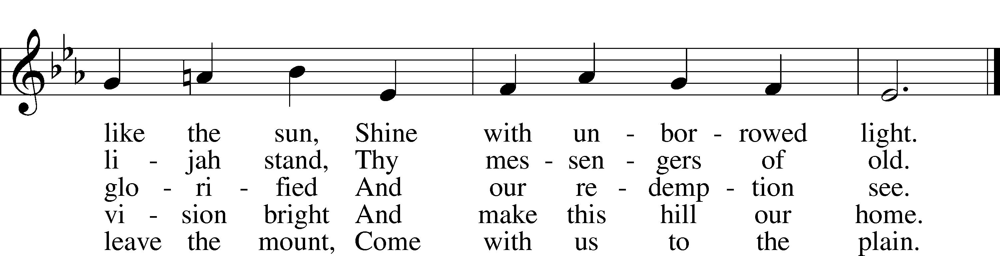 like the sun, Shine with un - bor - rowed light.
li - jah stand, Thy mes - sen - gers of old.
glo - ri - fied And our re - demp - tion see.
vi - sion bright And make this hill our home.
leave the mount, Come with us to the plain.